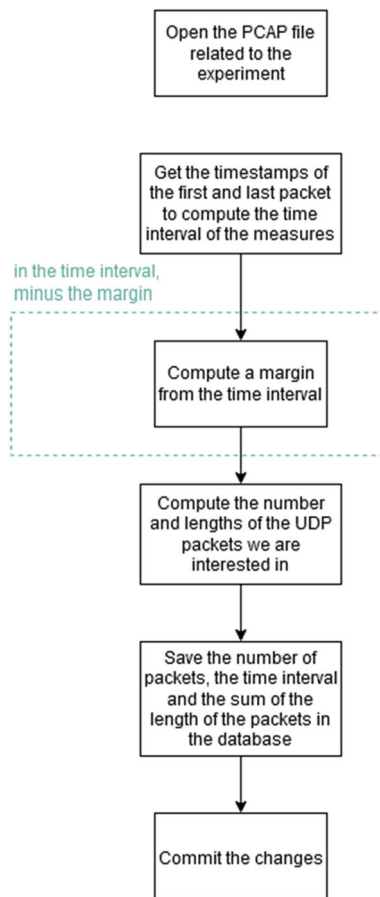 Open the PCAP file
related to the
experiment
Get the timestamps of
the first and last packet
to compute the time
interval of the measures
in the time interval,
minus the margin
Compute a margin
from the time interval
Compute the number
and lengths of the UDP
packets we are
interested in
Save the number of
packets, the time interval
and the sum of the
length of the packets in
the database
Commit the changes